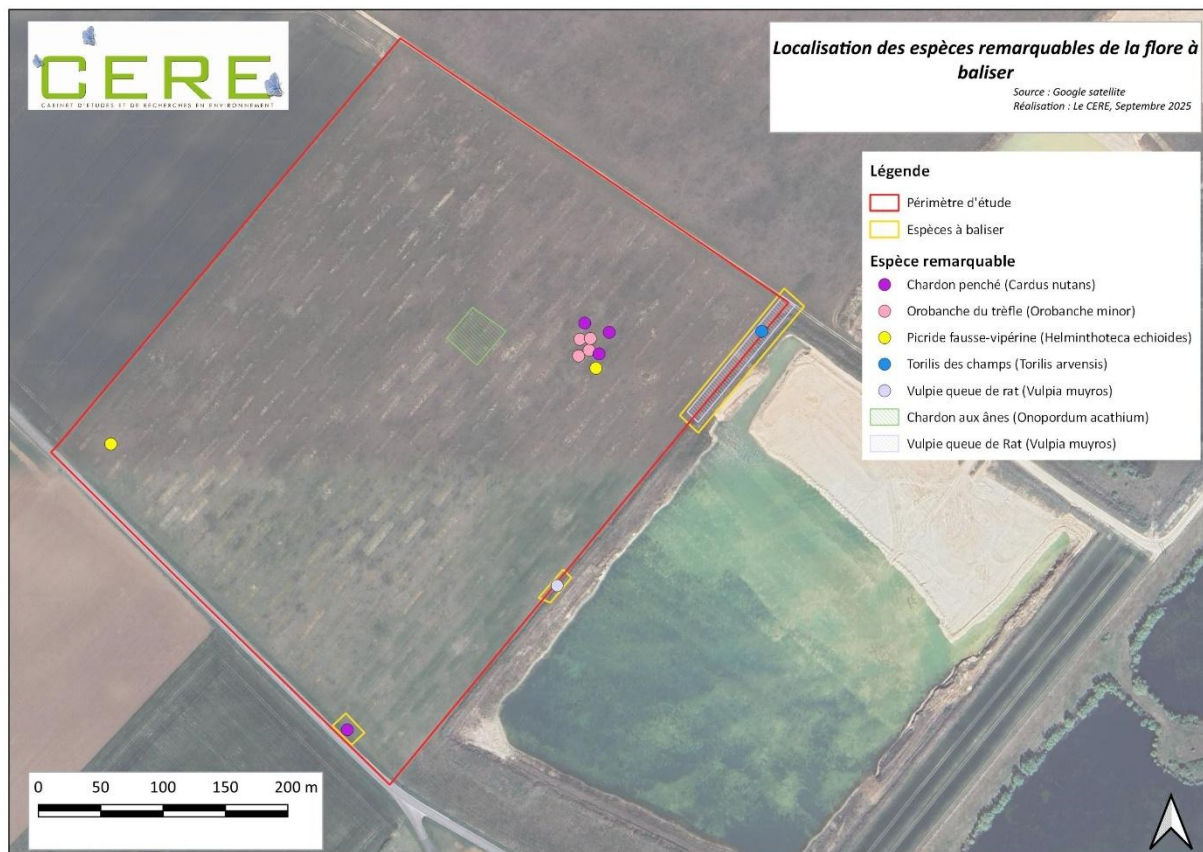 CERE
CABINET D'ÉTUDES ET DE RECHERCHES EN ENVIRONNEMENT
Localisation des espèces remarquables de la flore à
baliser
Source : Google satellite
Réalisation : Le CERE, Septembre 2025
Légende
Périmètre d'étude
Espèces à baliser
Espèce remarquable
Chardon penché (Cardus nutans)
Orobanche du trèfle (Orobanche minor)
Picride fausse-vipérine (Helminthoteca echioides)
Torilis des champs (Torilis arvensis)
Vulpie queue de rat (Vulpia muyros)
Chardon aux ânes (Onopordum acathium)
Vulpie queue de Rat (Vulpia muyros)
0 50 100 150 200 m